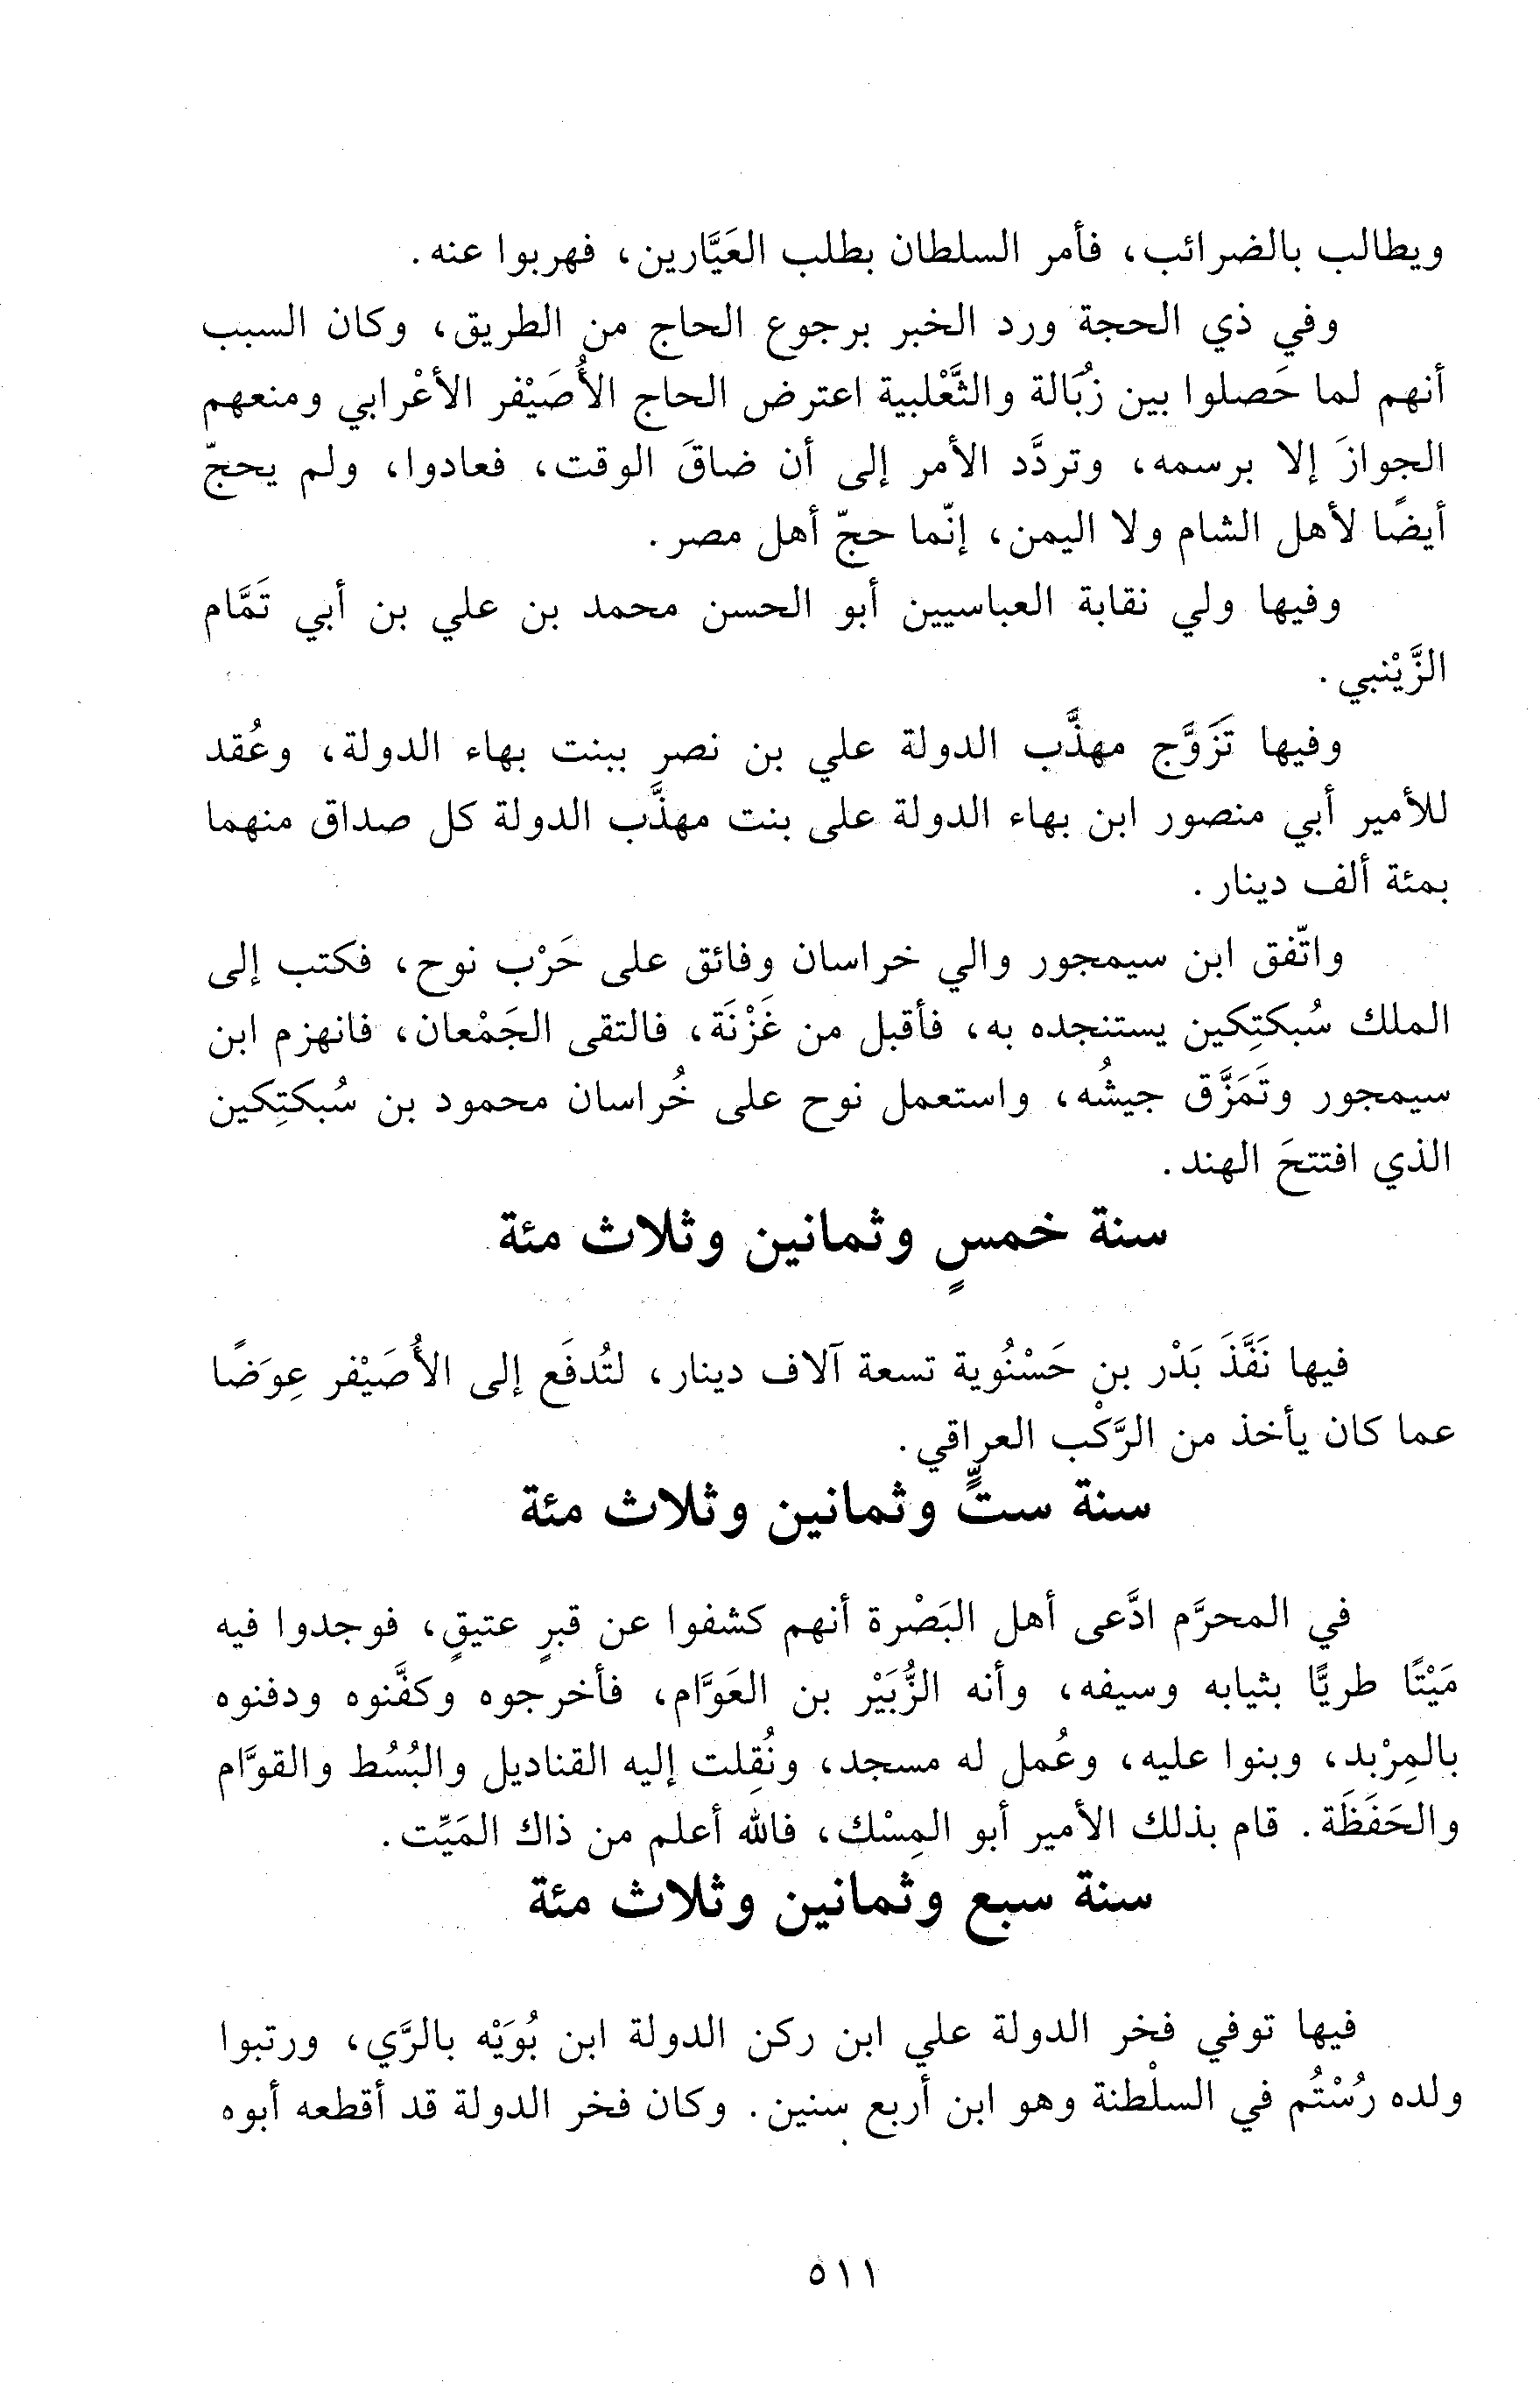 ويطالب بالضرائب، فأمر السلطان بطلب العَيَّارين، فهربوا عنه.
وفي ذي الحجة ورد الخبر برجوع الحاج من الطريق، وكان السبب
أنهم لما حَصلوا بين زُبَالة والثَّعْلبية اعترض الحاج الأُصَيْفر الأعْرابي ومنعهم
الجوازَ إلا برسمه، وتردَّد الأمر إلى أن ضاقَ الوقت، فعادوا، ولم يحجّ
أيضًا لأهل الشام ولا اليمن، إنّما حجّ أهل مصر.
وفيها ولي نقابة العباسيين أبو الحسن محمد بن علي بن أبي تَمَّام
الزَّيْنبي.
وفيها تَزَوَّج مهذَّب الدولة علي بن نصر ببنت بهاء الدولة، وعُقد
للأمير أبي منصور ابن بهاء الدولة على بنت مهذَّب الدولة كل صداق منهما
بمئة ألف دينار.
واتّفق ابن سيمجور والي خراسان وفائق على حَرْب نوح، فكتب إلى
الملك سُبكتِكين يستنجده به، فأقبل من غَزْنَة، فالتقى الجَمْعان، فانهزم ابن
سيمجور وتَمَزَّق جيشُه، واستعمل نوح على خُراسان محمود بن سُبكتِكين
الذي افتتحَ الهند.
سنة خمسٍ وثمانين وثلاث مئة
فيها نَفَّذَ بَدْر بن حَسْنُوية تسعة آلاف دينار، لتُدفَع إلى الأُصَيْفر عِوَضًا
عما كان يأخذ من الرَّكْب العراقي.
سنة ستٍّ وثمانين وثلاث مئة
في المحرَّم ادَّعى أهل البَصْرة أنهم كشفوا عن قبرٍ عتيقٍ، فوجدوا فيه
مَيْتًا طريًّا بثيابه وسيفه، وأنه الزُّبَيْر بن العَوَّام، فأخرجوه وكفَّنوه ودفنوه
بالمِرْبد، وبنوا عليه، وعُمل له مسجد، ونُقِلت إليه القناديل والبُسُط والقوَّام
والحَفَظَة. قام بذلك الأمير أبو المِسْك، فالله أعلم من ذاك المَيِّت.
سنة سبع وثمانين وثلاث مئة
فيها توفي فخر الدولة علي ابن ركن الدولة ابن بُوَيْه بالرَّي، ورتبوا
ولده رُسْتُم في السلْطنة وهو ابن أربع سنين. وكان فخر الدولة قد أقطعه أبوه
٥١١